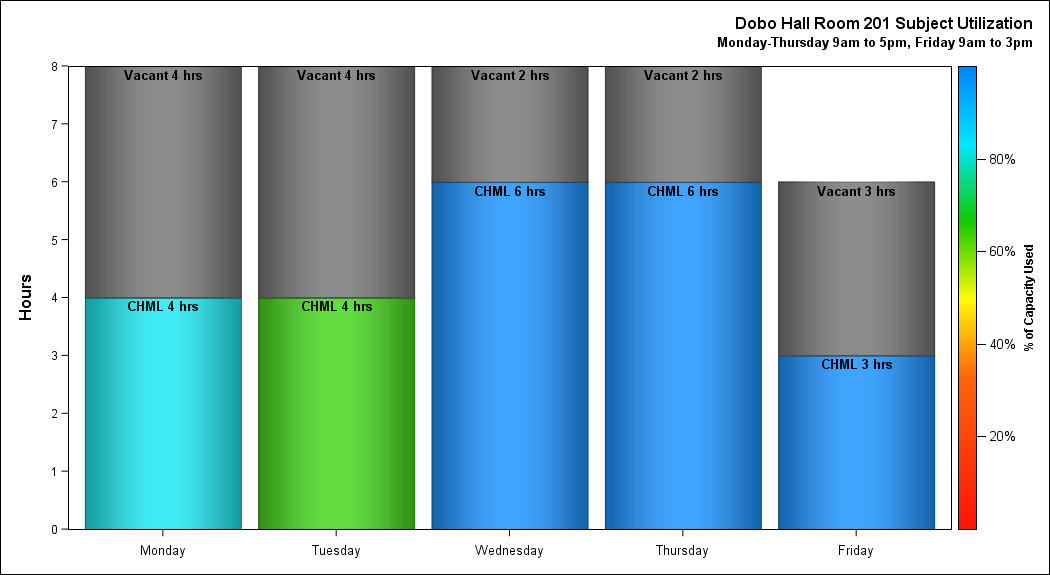 Dobo Hall Room 201 Subject Utilization
Monday-Thursday 9am to 5pm, Friday 9am to 3pm
8
7
6
5
4
3
2
1
0
Hours
Vacant 4 hrs
Vacant 4 hrs
Vacant 2 hrs
Vacant 2 hrs
Vacant 3 hrs
CHML 4 hrs
CHML 4 hrs
CHML 6 hrs
CHML 6 hrs
CHML 3 hrs
Monday
Tuesday
Wednesday
Thursday
Friday
80%
60%
40%
20%
% of Capacity Used